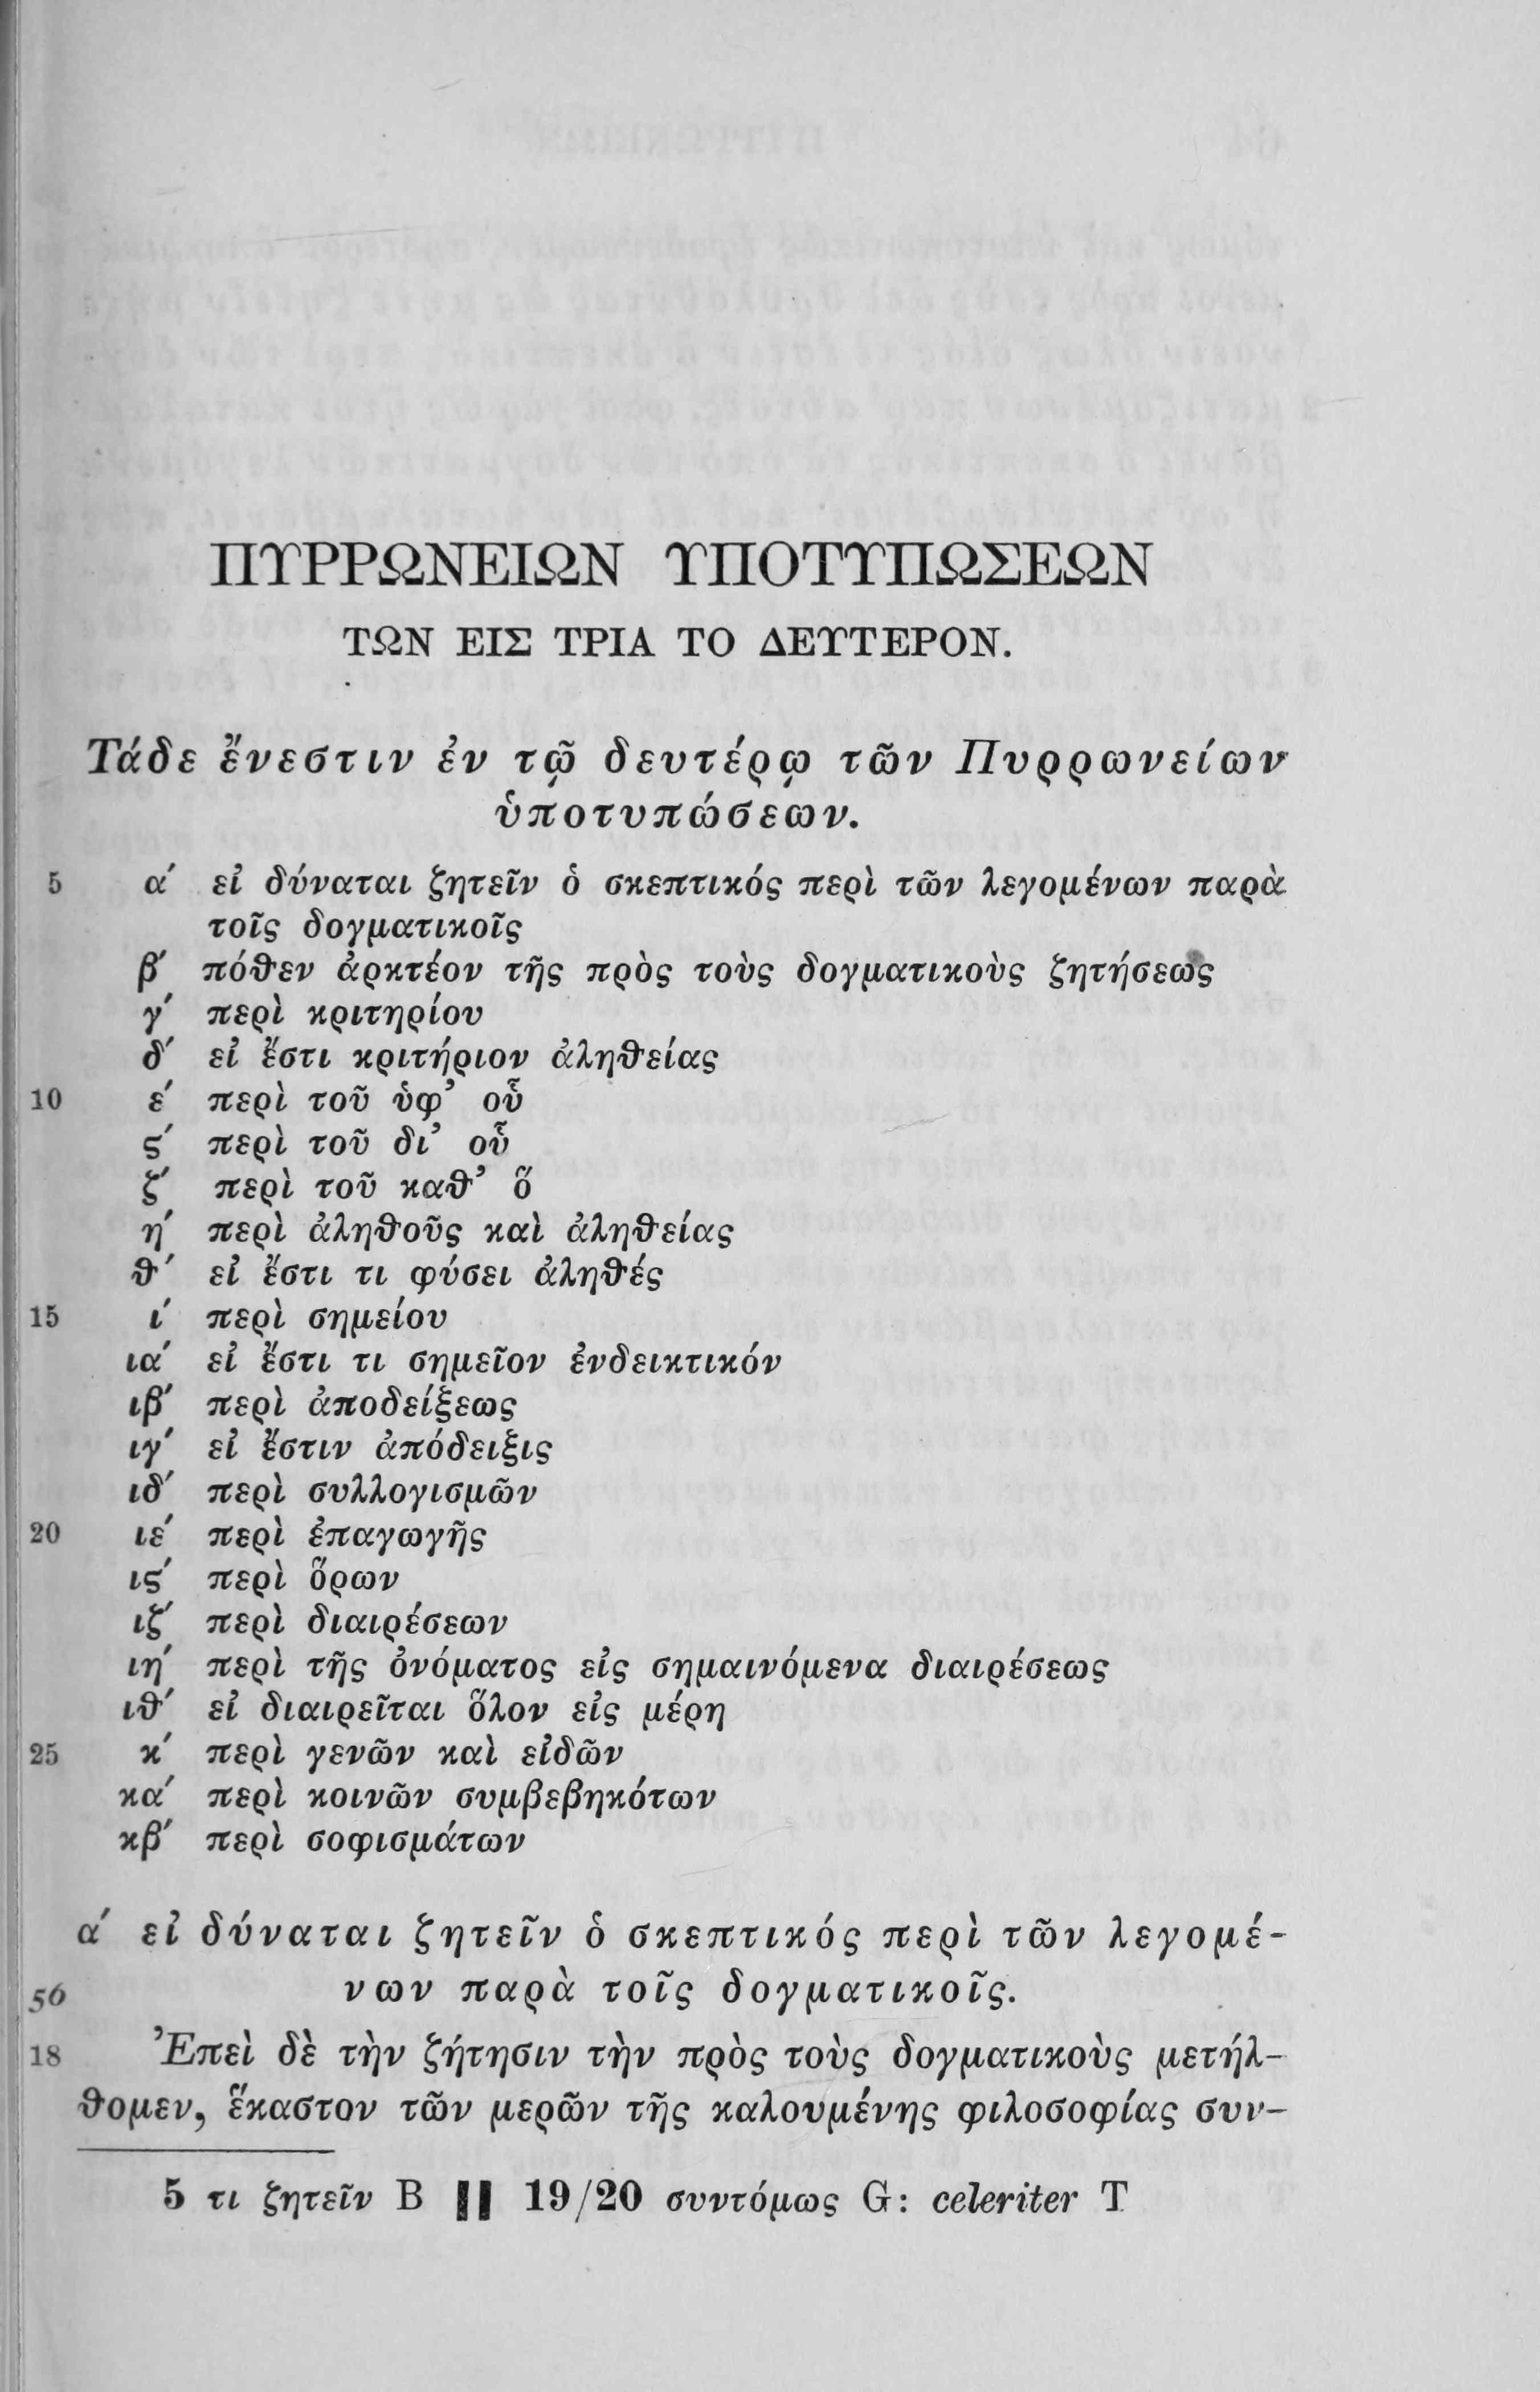 ΠΥΡΡΩΝΕΙΩΝ ΥΠΟΤΥΠΩΣΕΩΝ
ΤΩΝ ΕΙΣ ΤΡΙΑ ΤΟ ΔΕΥΤΕΡΟΝ.
Τάδε ἔνεστιν ἐν τῷ δευτέρῳ τῶν Πυρρωνείων
ὑποτυπώσεων.
5 α´ εἰ δύναται ζητεῖν ὁ σκεπτικός περὶ τῶν λεγομένων παρὰ
τοῖς δογματικοῖς
β´ πόθεν ἀρκτέον τῆς πρὸς τοὺς δογματικοὺς ζητήσεως
γ´ περὶ κριτηρίου
δ´ εἰ ἔστι κριτήριον ἀληθείας
10 ε´ περὶ τοῦ ὑφ’ οὗ
ς´ περὶ τοῦ δι’ οὗ
ζ´ περὶ τοῦ καθ’ ὅ
η´ περὶ ἀληθοῦς καὶ ἀληθείας
θ´ εἰ ἔστι τι φύσει ἀληθές
15 ι´ περὶ σημείου
ια´ εἰ ἔστι τι σημεῖον ἐνδεικτικόν
ιβ´ περὶ ἀποδείξεως
ιγ´ εἰ ἔστιν ἀπόδειξις
ιδ´ περὶ συλλογισμῶν
20 ιε´ περὶ ἐπαγωγῆς
ις´ περὶ ὅρων
ιζ´ περὶ διαιρέσεων
ιη´ περὶ τῆς ὀνόματος εἰς σημαινόμενα διαιρέσεως
ιθ´ εἰ διαιρεῖται ὅλον εἰς μέρη
25 κ´ περὶ γενῶν καὶ εἰδῶν
κα´ περὶ κοινῶν συμβεβηκότων
κβ´ περὶ σοφισμάτων
α´ εἰ δύναται ζητεῖν ὁ σκεπτικός περὶ τῶν λεγομέ-
56 νων παρὰ τοῖς δογματικοῖς.
18 Ἐπεὶ δὲ τὴν ζήτησιν τὴν πρὸς τοὺς δογματικοὺς μετήλ-
θομεν, ἕκαστον τῶν μερῶν τῆς καλουμένης φιλοσοφίας συν-
5 τι ζητεῖν B || 19/20 συντόμως G: celeriter T